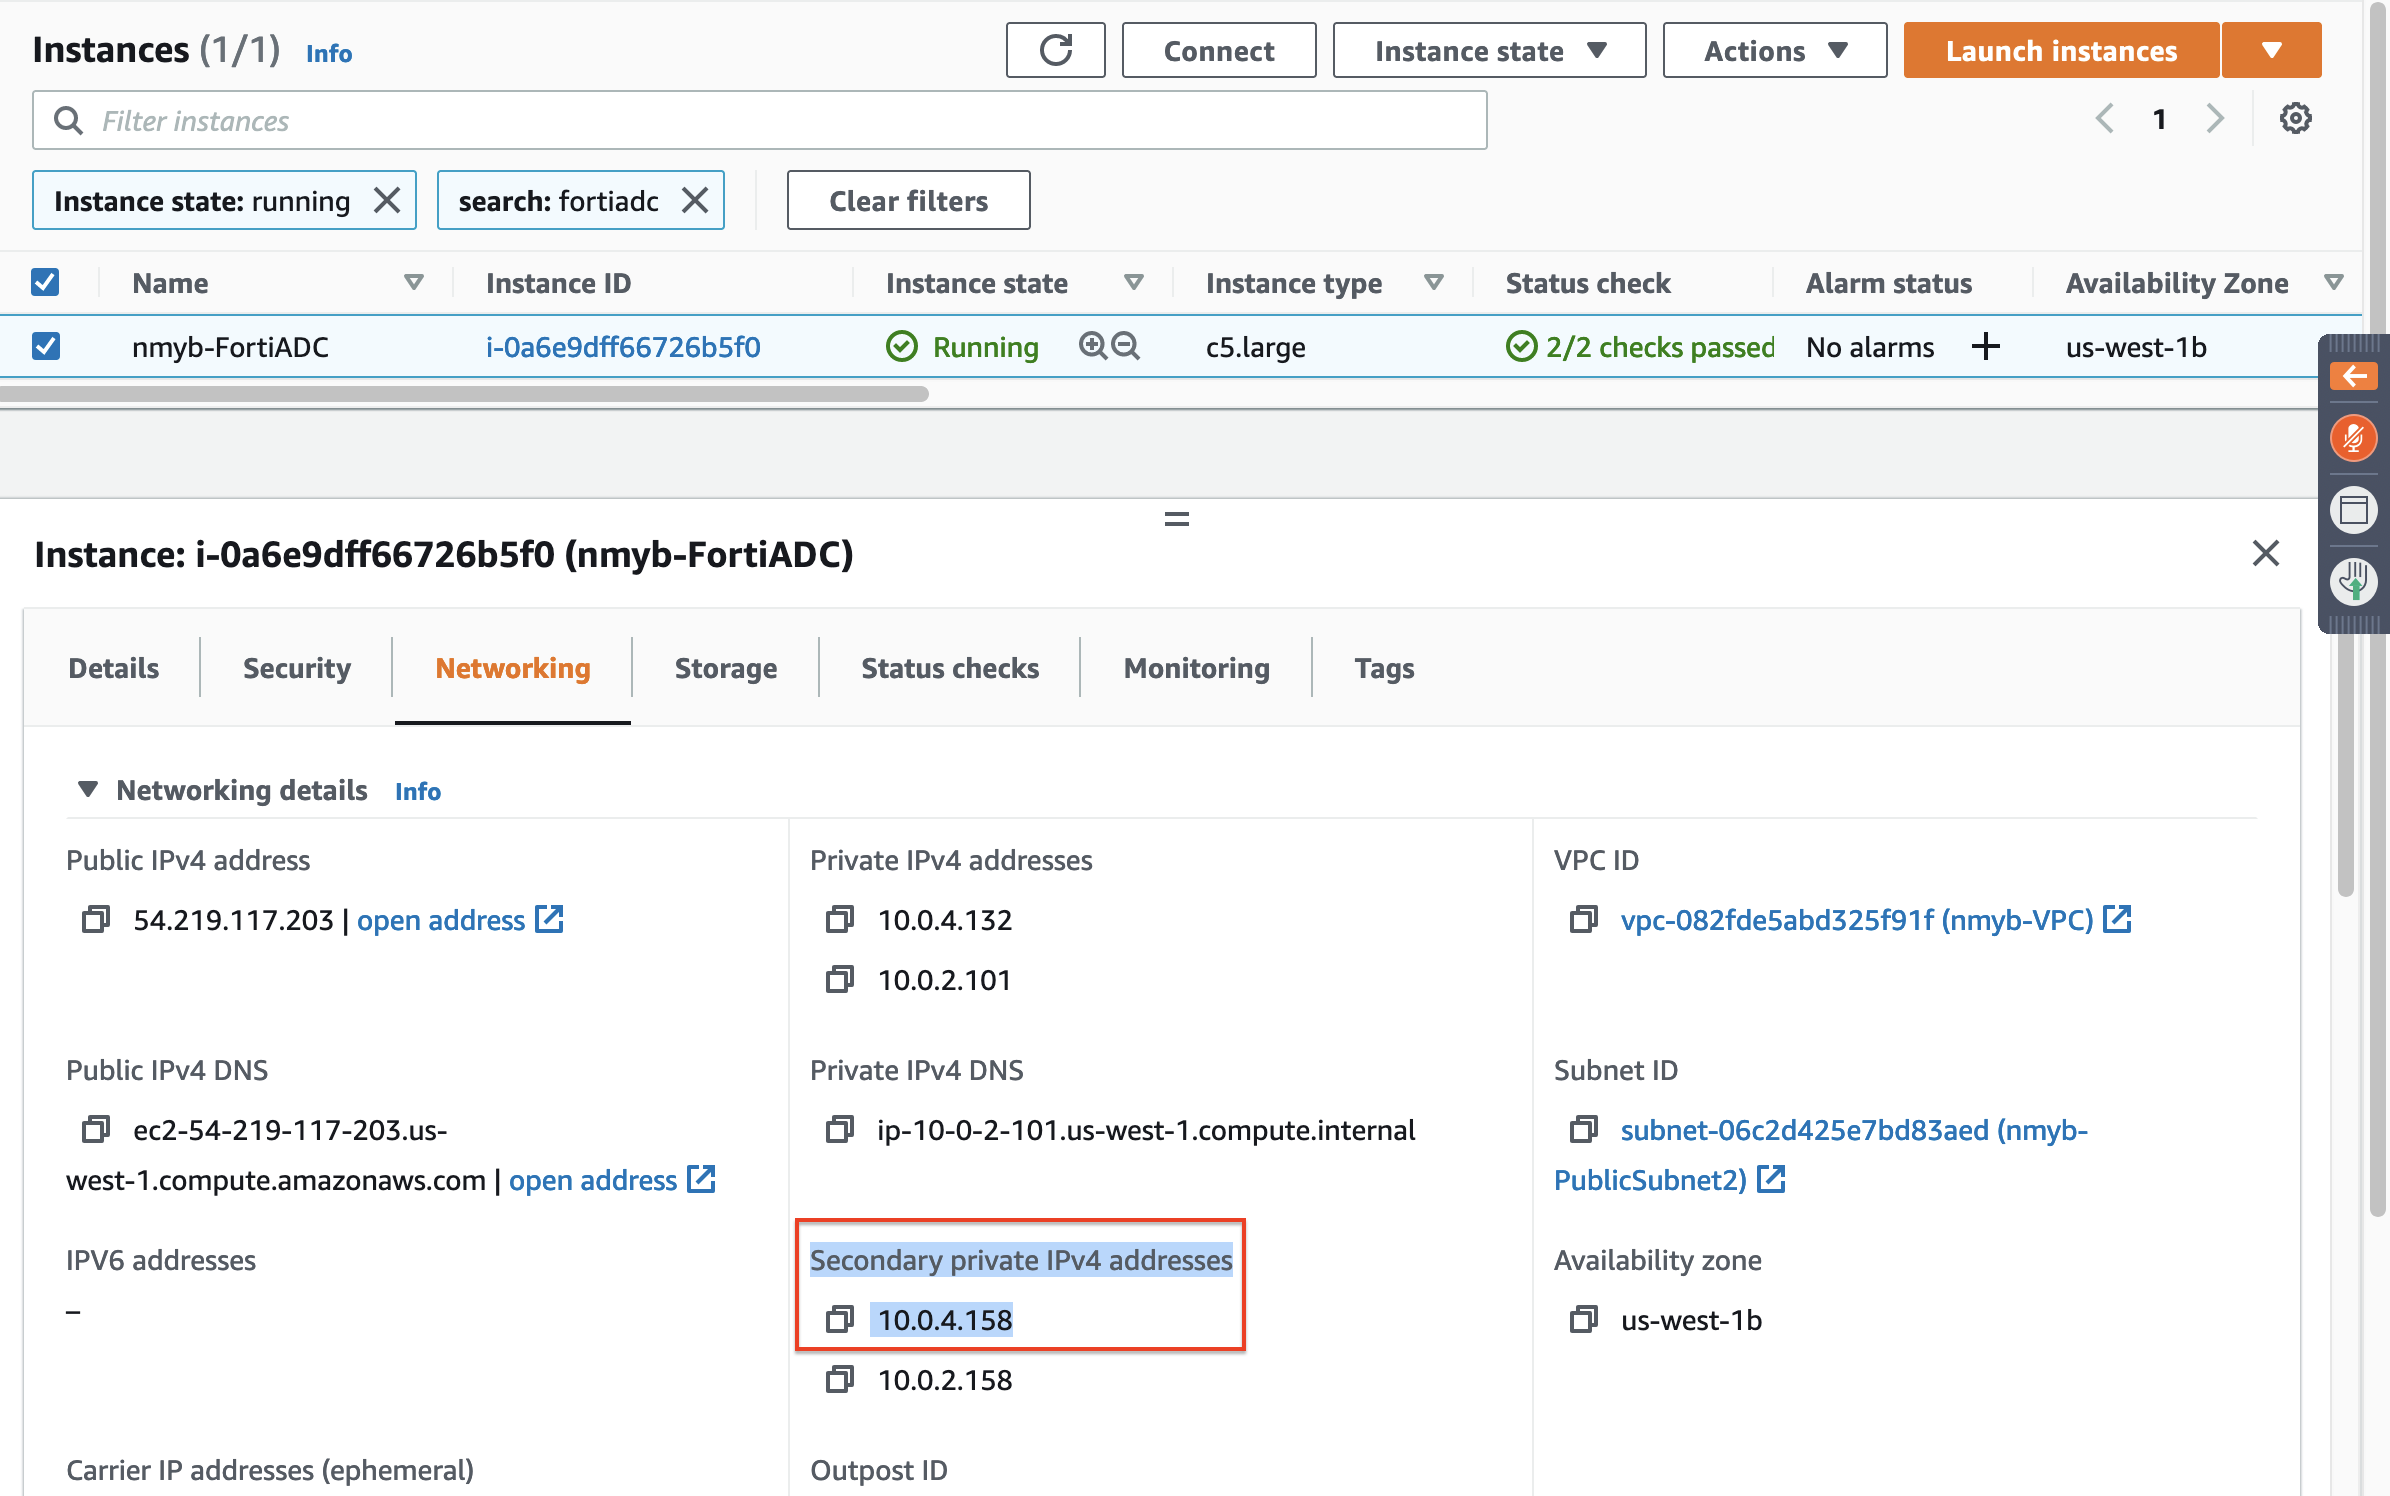 Instances (1/1) Info
Connect
Instance state
Actions
Launch instances
Filter instances
1
Instance state: running
search: fortiadc
Clear filters
Name Instance ID Instance state Instance type Status check Alarm status Availability Zone
nmyb-FortiADC i-0a6e9dff66726b5f0 Running c5.large 2/2 checks passed No alarms + us-west-1b
Instance: i-0a6e9dff66726b5f0 (nmyb-FortiADC)
Details Security Networking Storage Status checks Monitoring Tags
Networking details Info
Public IPv4 address
54.219.117.203 | open address
Private IPv4 addresses
10.0.4.132
10.0.2.101
VPC ID
vpc-082fde5abd325f91f (nmyb-VPC)
Public IPv4 DNS
ec2-54-219-117-203.us-
west-1.compute.amazonaws.com | open address
Private IPv4 DNS
ip-10-0-2-101.us-west-1.compute.internal
Subnet ID
subnet-06c2d425e7bd83aed (nmyb-
PublicSubnet2)
IPV6 addresses
–
Secondary private IPv4 addresses
10.0.4.158
10.0.2.158
Availability zone
us-west-1b
Carrier IP addresses (ephemeral)
Outpost ID